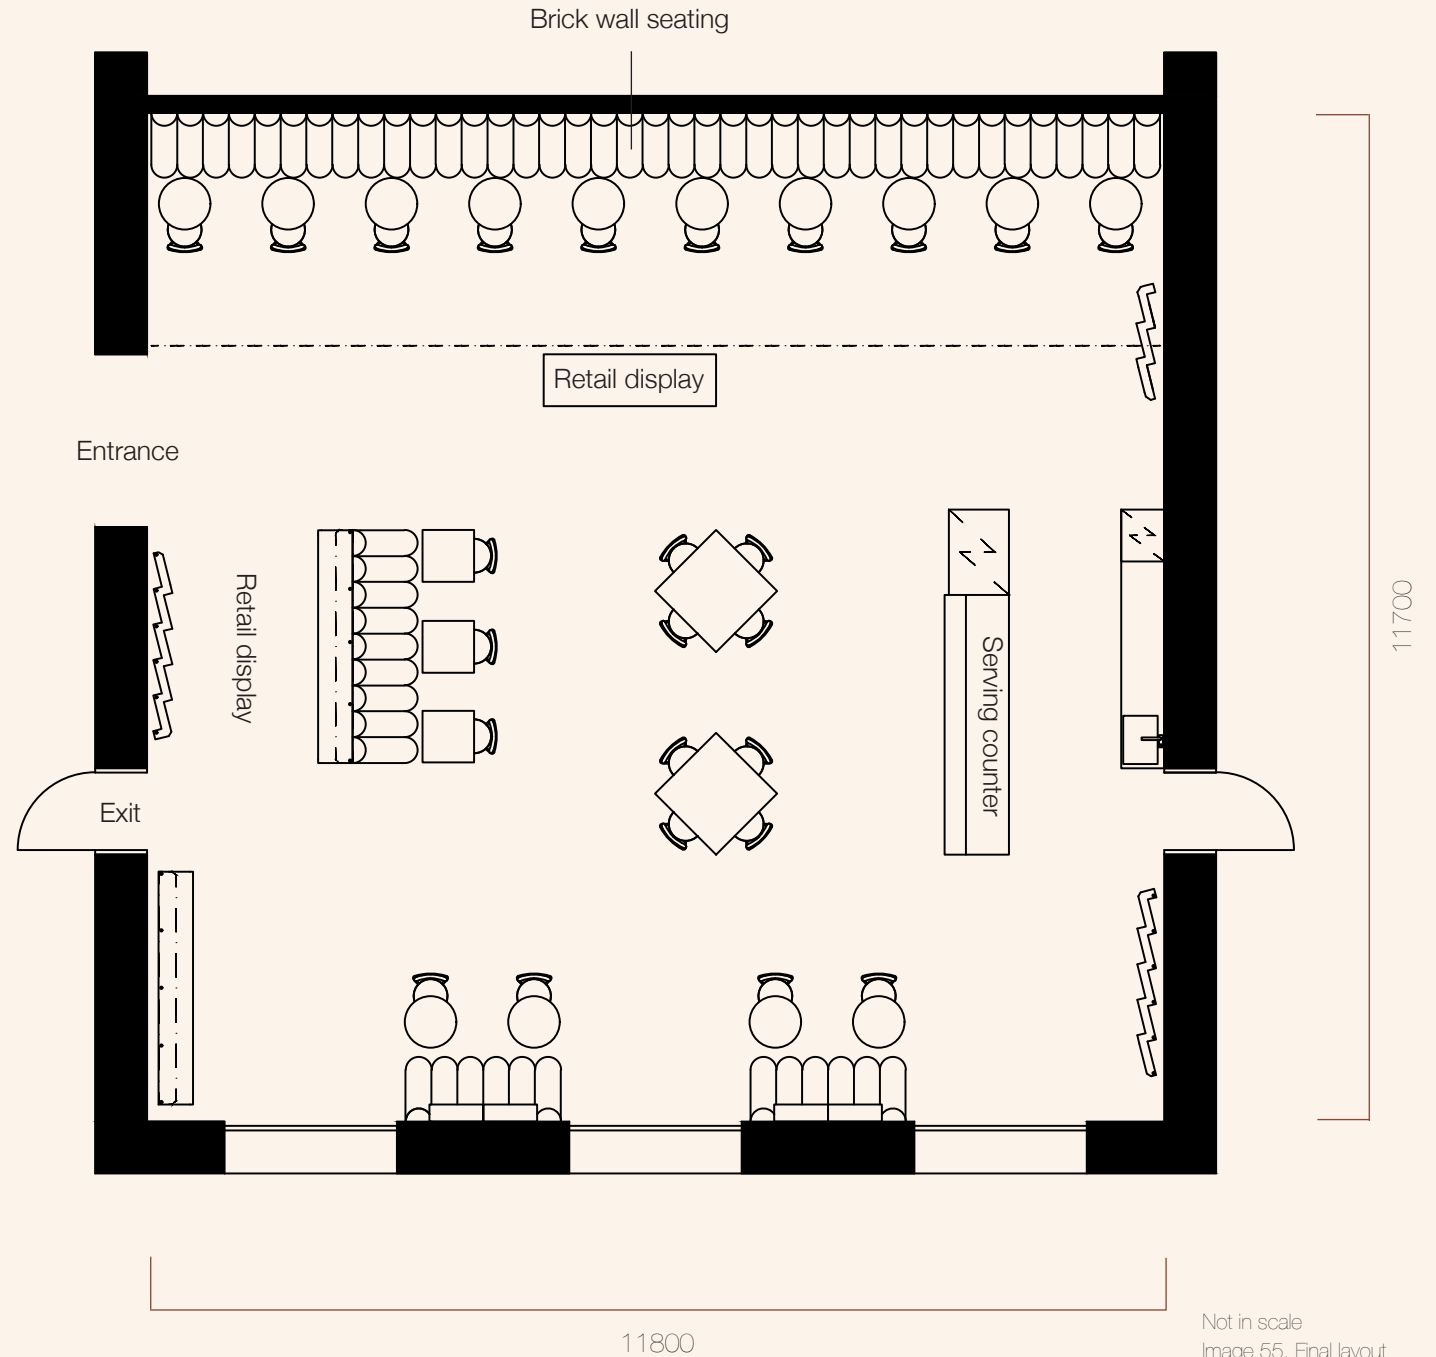 Brick wall seating
Retail display
Entrance
Retail display
Serving counter
11700
Exit
11800
Not in scale
Image 55. Final layout